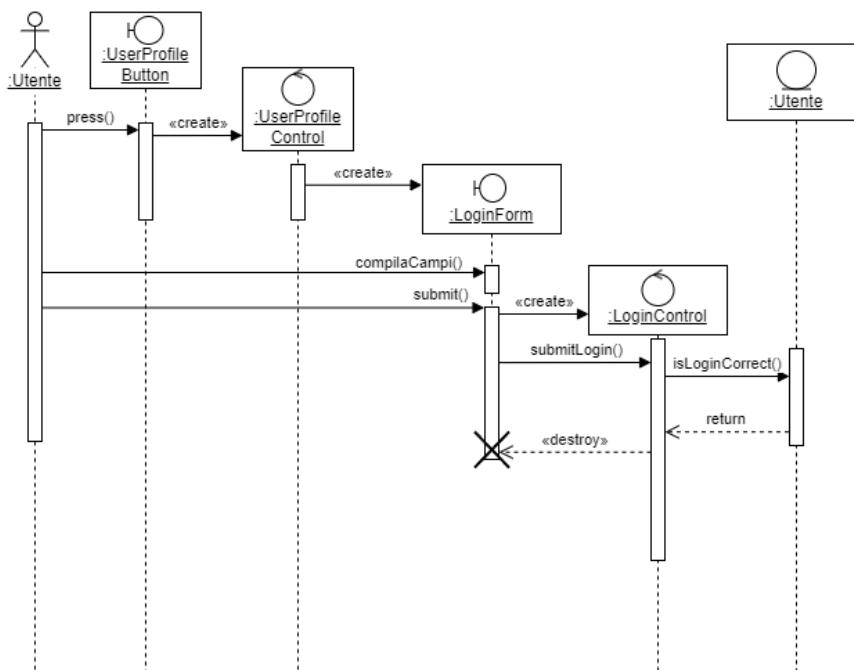 :Utente
:UserProfile
Button
:UserProfile
Control
:Utente
press()
«create»
«create»
:LoginForm
compilaCampi()
submit()
«create»
:LoginControl
submitLogin()
isLoginCorrect()
return
«destroy»